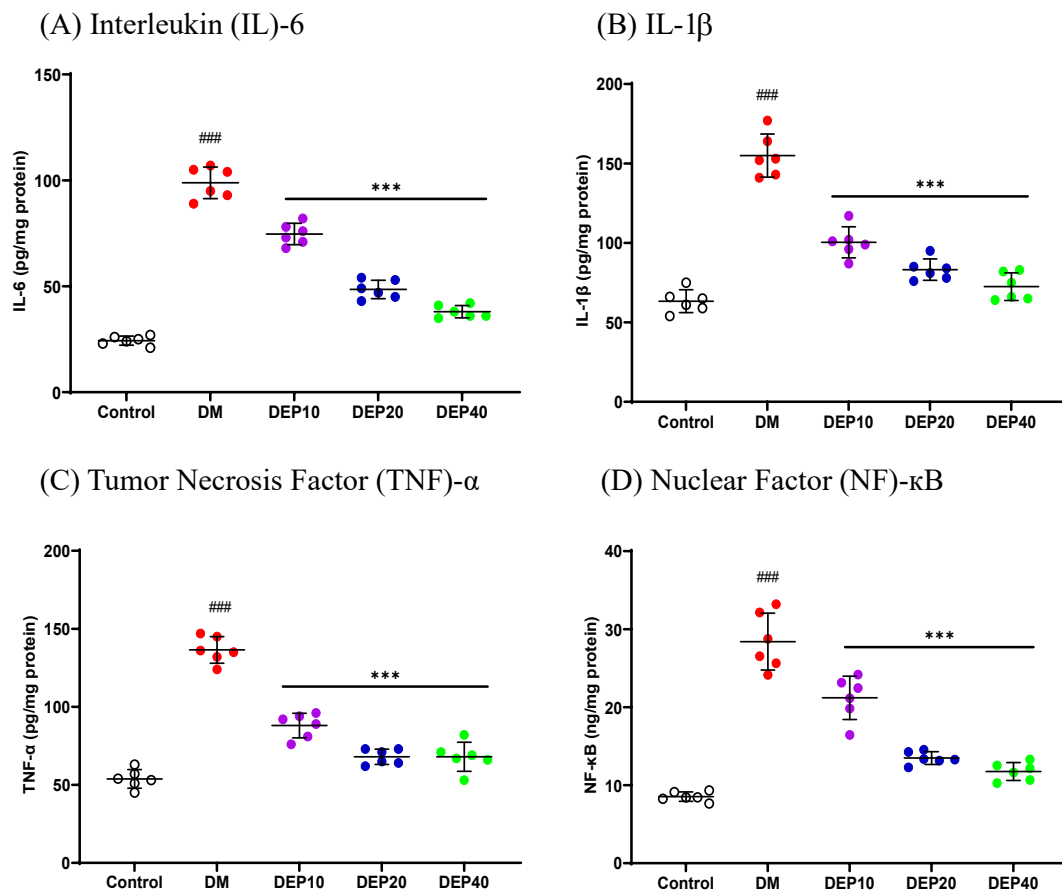 (A) Interleukin (IL)-6
150
100
50
0
IL-6 (pg/mg protein)
###
***
Control DM DEP10 DEP20 DEP40
(B) IL-1β
200
150
100
50
0
IL-1β (pg/mg protein)
###
***
Control DM DEP10 DEP20 DEP40
(C) Tumor Necrosis Factor (TNF)-α
200
150
100
50
0
TNF-α (pg/mg protein)
###
***
Control DM DEP10 DEP20 DEP40
(D) Nuclear Factor (NF)-κB
40
30
20
10
0
NF-κB (ng/mg protein)
###
***
Control DM DEP10 DEP20 DEP40